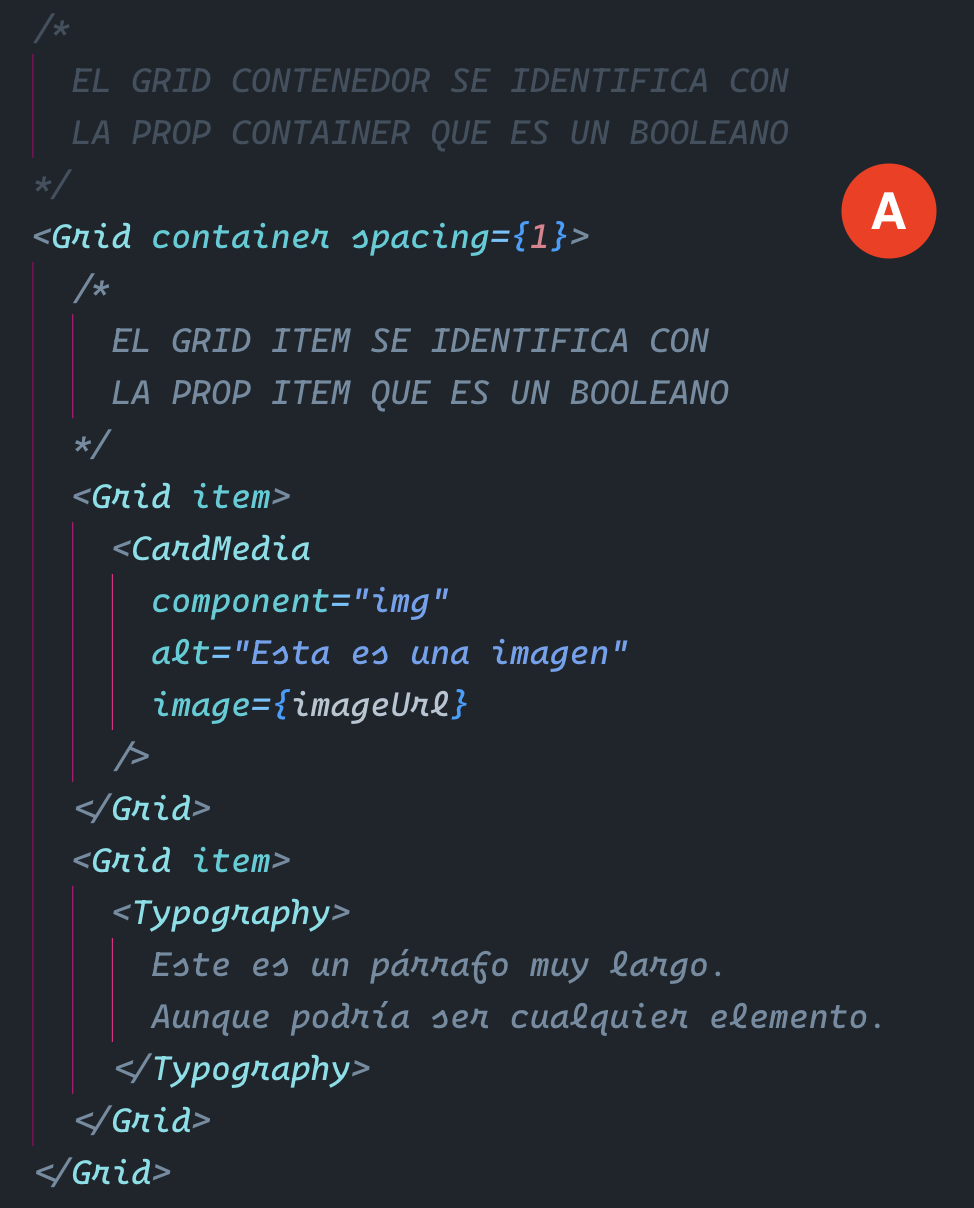 /*
EL GRID CONTENEDOR SE IDENTIFICA CON
LA PROP CONTAINER QUE ES UN BOOLEANO
*/
A
<Grid container spacing={1}>
/*
EL GRID ITEM SE IDENTIFICA CON
LA PROP ITEM QUE ES UN BOOLEANO
*/
<Grid item>
<CardMedia
component="img"
alt="Esta es una imagen"
image={imageUrl}
/>
</Grid>
<Grid item>
<Typography>
Este es un párrafo muy largo.
Aunque podría ser cualquier elemento.
</Typography>
</Grid>
</Grid>